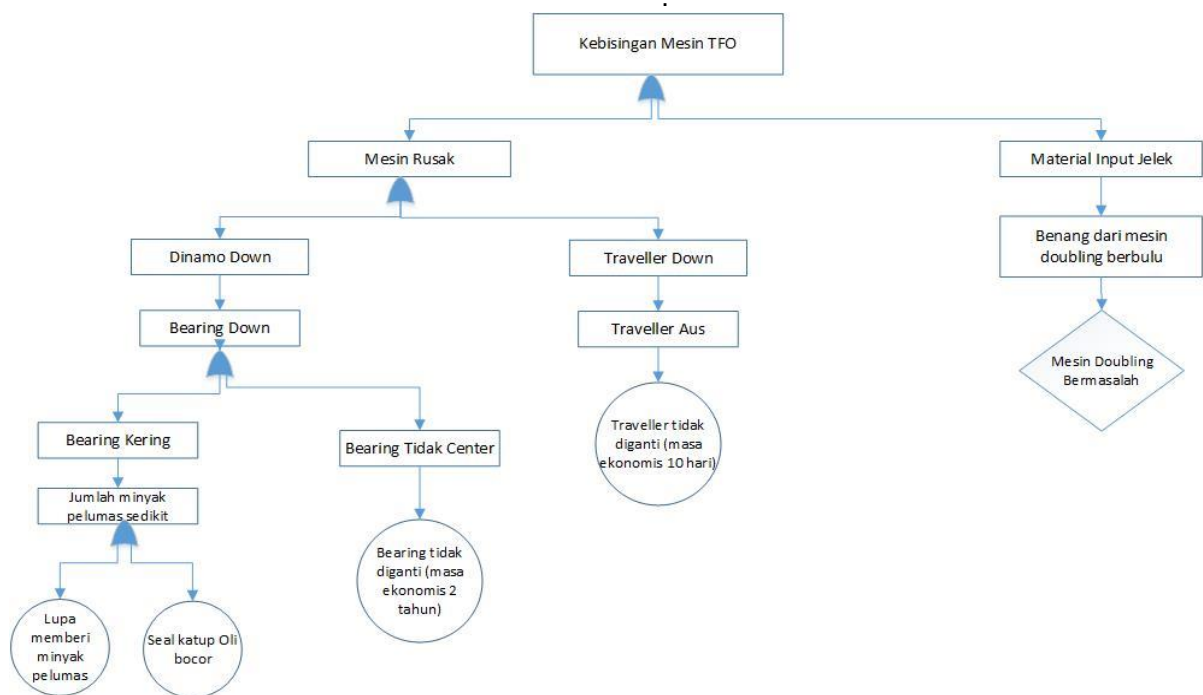 Kebisingan Mesin TFO
Mesin Rusak
Material Input Jelek
Dinamo Down
Traveller Down
Benang dari mesin
doubling berbulu
Bearing Down
Traveller Aus
Mesin Doubling
Bermasalah
Bearing Kering
Bearing Tidak Center
Traveller tidak
diganti (masa
ekonomis 10 hari)
Jumlah minyak
pelumas sedikit
Bearing tidak
diganti (masa
ekonomis 2
tahun)
Lupa
memberi
minyak
pelumas
Seal katup Oli
bocor